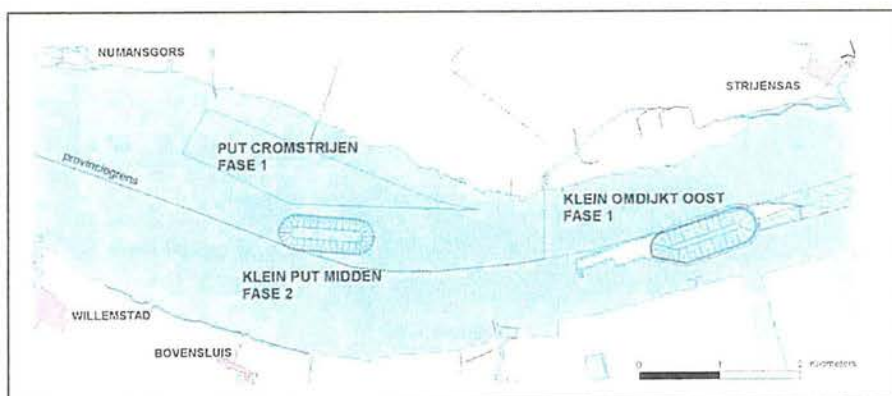 NUMANSGORS
STRIJENSAS
PUT CROMSTRIJEN
FASE 1
provinciegrens
KLEIN OMDIJKT OOST
FASE 1
KLEIN PUT MIDDEN
FASE 2
WILLEMSTAD
BOVENSLUIS
0 1 2 Kilometers